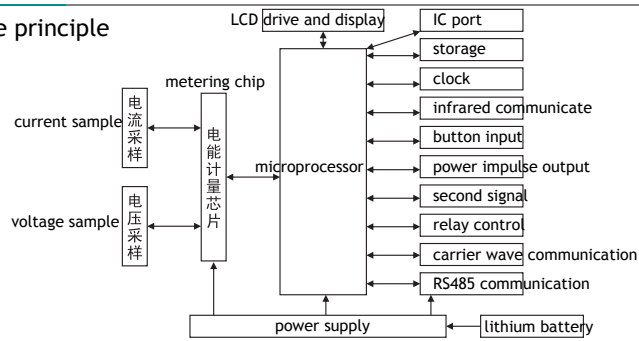 e principle
LCD drive and display
IC port
storage
metering chip
clock
current sample
电流采样
电能计量芯片
infrared communicate
button input
microprocessor
power impulse output
second signal
voltage sample
电压采样
relay control
carrier wave communication
RS485 communication
power supply
lithium battery